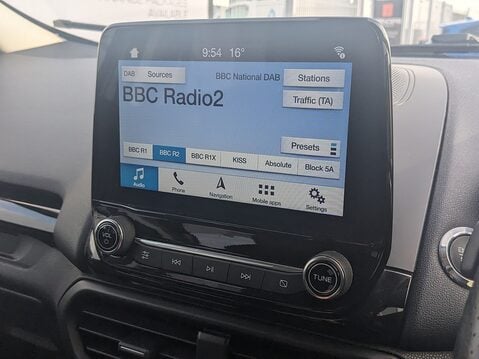 9:54 16°
DAB Sources
BBC National DAB
Stations
BBC Radio2
Traffic (TA)
Presets
BBC R1 BBC R2 BBC R1X KISS Absolute Block 5A
Audio Phone Navigation Mobile apps Settings
VOL
TUNE